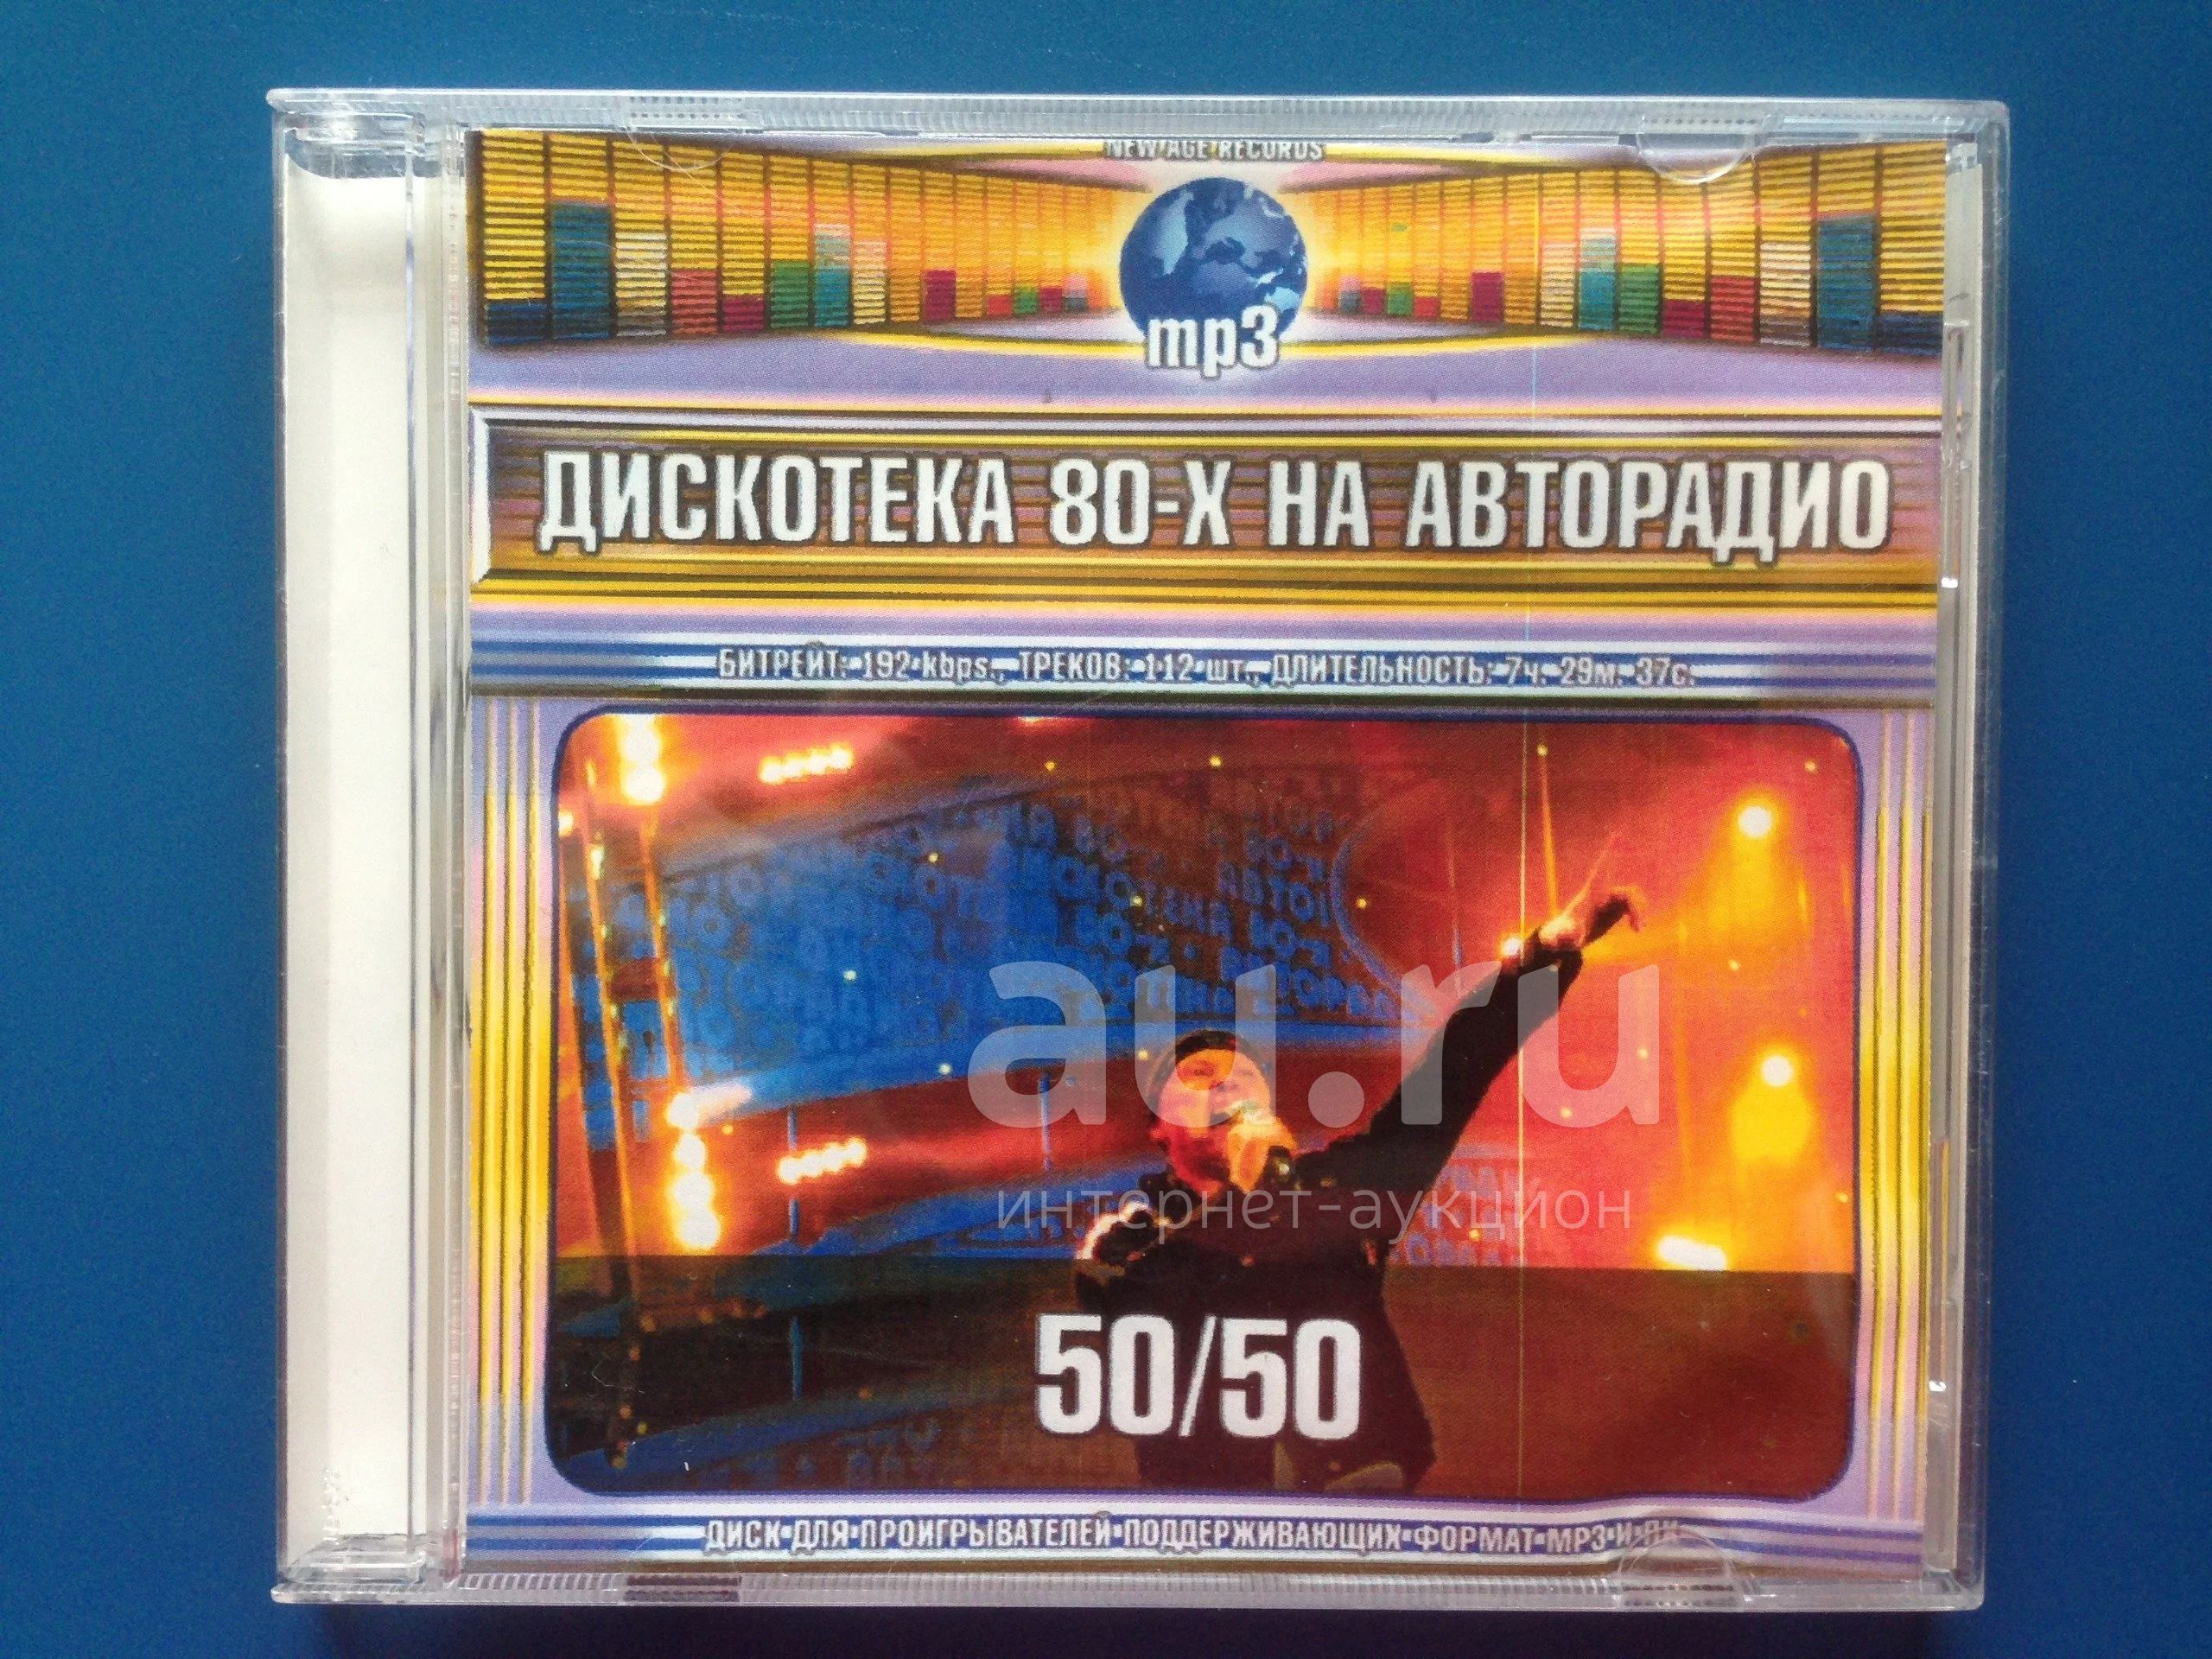 NEW AGE RECORDS
mp3
ДИСКОТЕКА 80-Х НА АВТОРАДИО
БИТРЕЙТ: 192 kbps., ТРЕКОВ: 112 шт., ДЛИТЕЛЬНОСТЬ: 7ч. 29м. 37с.
au.ru
интернет-аукцион
50/50
ДИСК ДЛЯ ПРОИГРЫВАТЕЛЕЙ ПОДДЕРЖИВАЮЩИХ ФОРМАТ MP3 И ПК